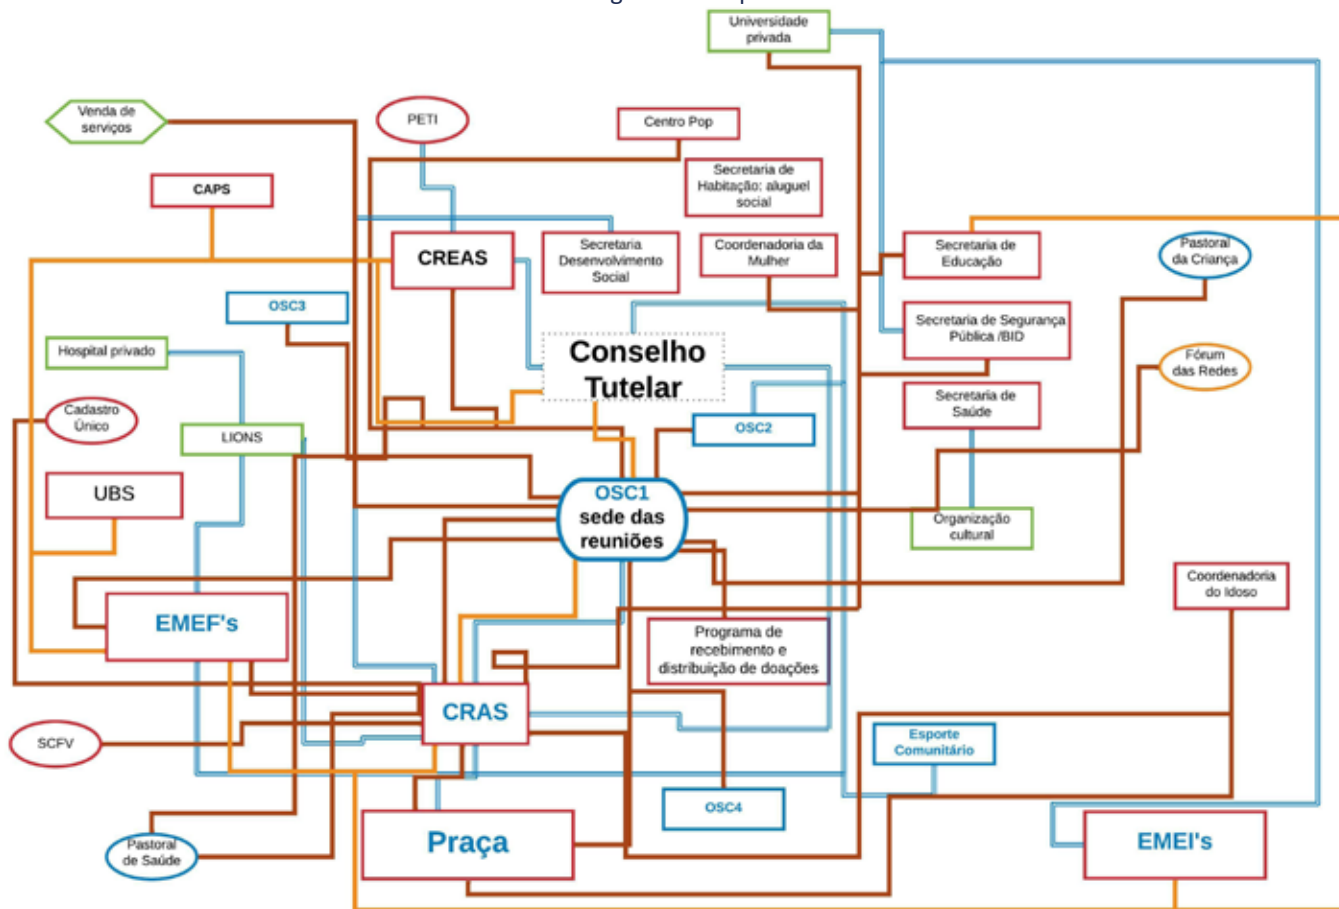 Universidade
privada
Venda de
serviços
PETI
Centro Pop
Secretaria de
Habitação: aluguel
social
CAPS
CREAS
Secretaria
Desenvolvimento
Social
Coordenadoria da
Mulher
Secretaria de
Educação
Pastoral
da Criança
OSC3
Secretaria de Segurança
Pública /BID
Hospital privado
Conselho
Tutelar
Fórum
das Redes
Cadastro
Único
Secretaria de
Saúde
LIONS
OSC2
UBS
OSC1
sede das
reuniões
Organização
cultural
Coordenadoria
do Idoso
EMEF's
Programa de
recebimento e
distribuição de doações
CRAS
SCFV
Esporte
Comunitário
OSC4
Pastoral
de Saúde
Praça
EMEI's